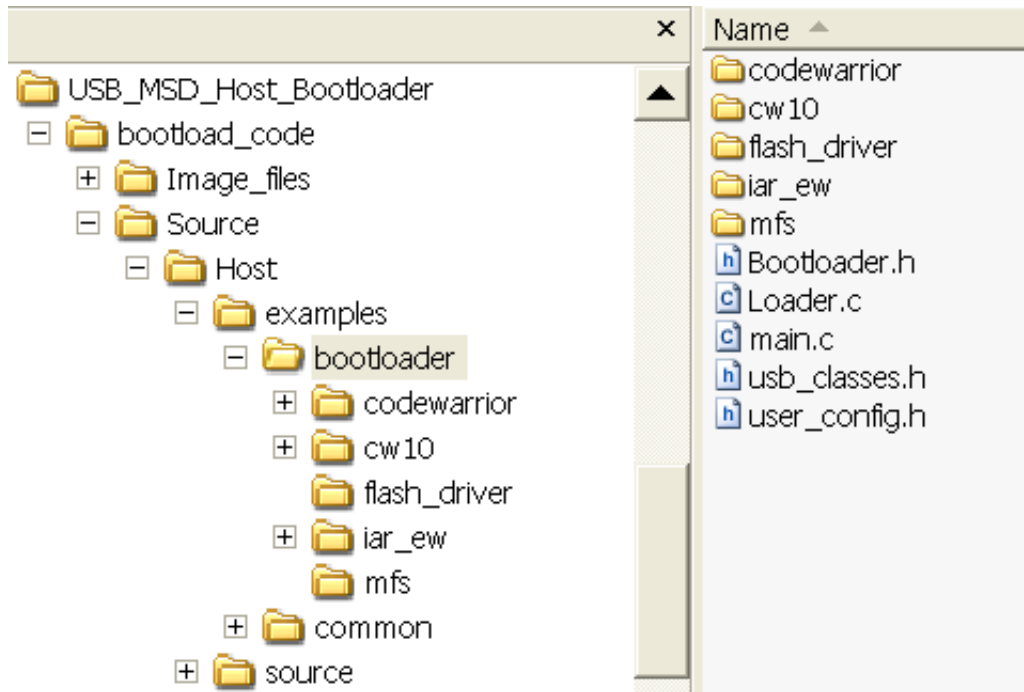 USB_MSD_Host_Bootloader
bootload_code
Image_files
Source
Host
examples
bootloader
codewarrior
cw10
flash_driver
iar_ew
mfs
common
source
Name
codewarrior
cw10
flash_driver
iar_ew
mfs
Bootloader.h
Loader.c
main.c
usb_classes.h
user_config.h